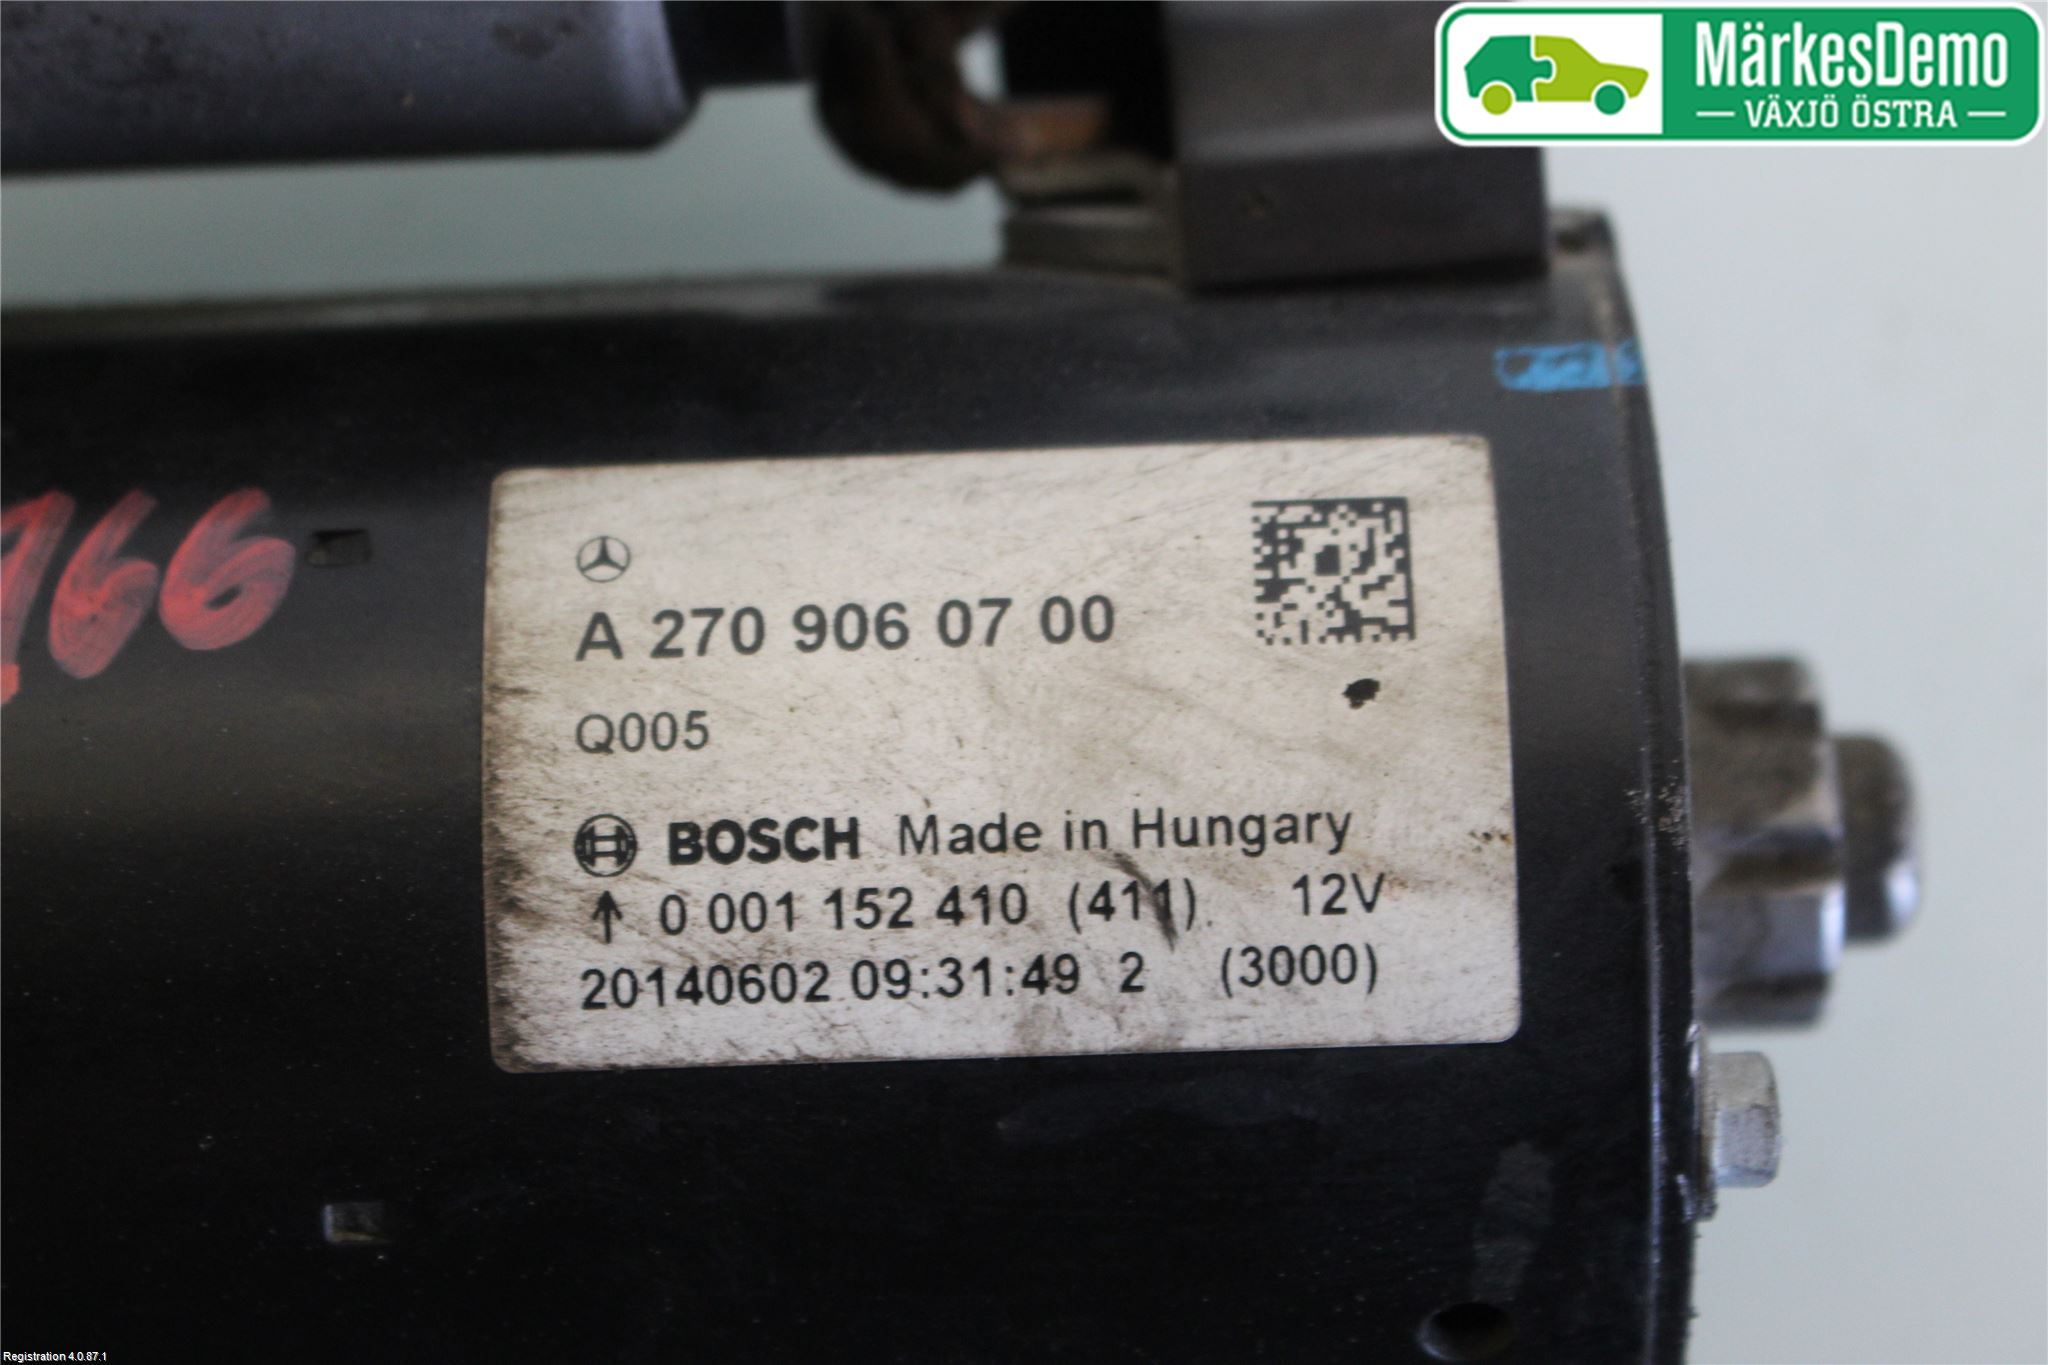 MärkesDemo
VÄXJÖ ÖSTRA
166
A 270 906 07 00
Q005
BOSCH Made in Hungary
↑ 0 001 152 410 (411). 12V
20140602 09:31:49 2 (3000)
Registration 4.0.87.1